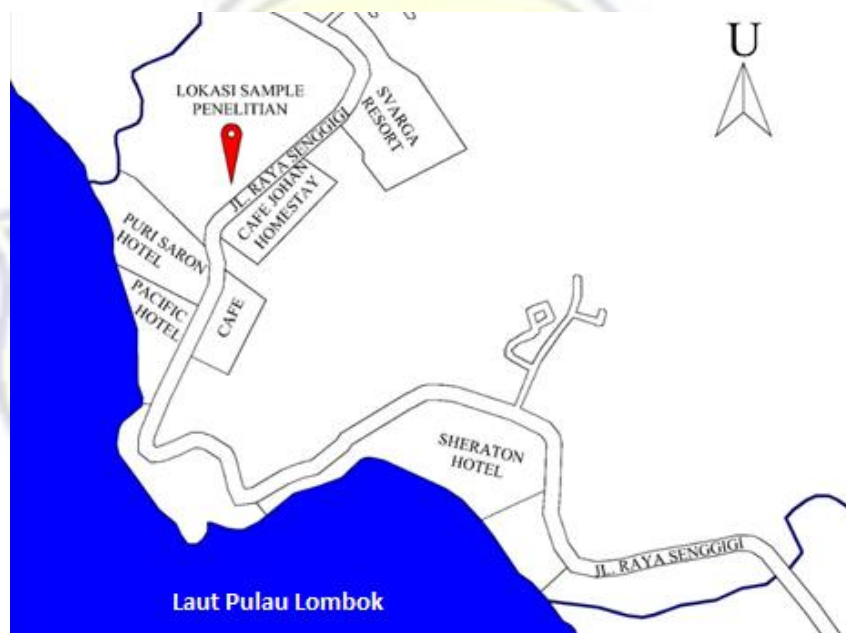 U
LOKASI SAMPLE
PENELITIAN
SVARGA
RESORT
JL. RAYA SENGGIGI
CAFE JOHAN
HOMESTAY
PURI SARON
HOTEL
PACIFIC
HOTEL
CAFE
SHERATON
HOTEL
JL. RAYA SENGGIGI
Laut Pulau Lombok